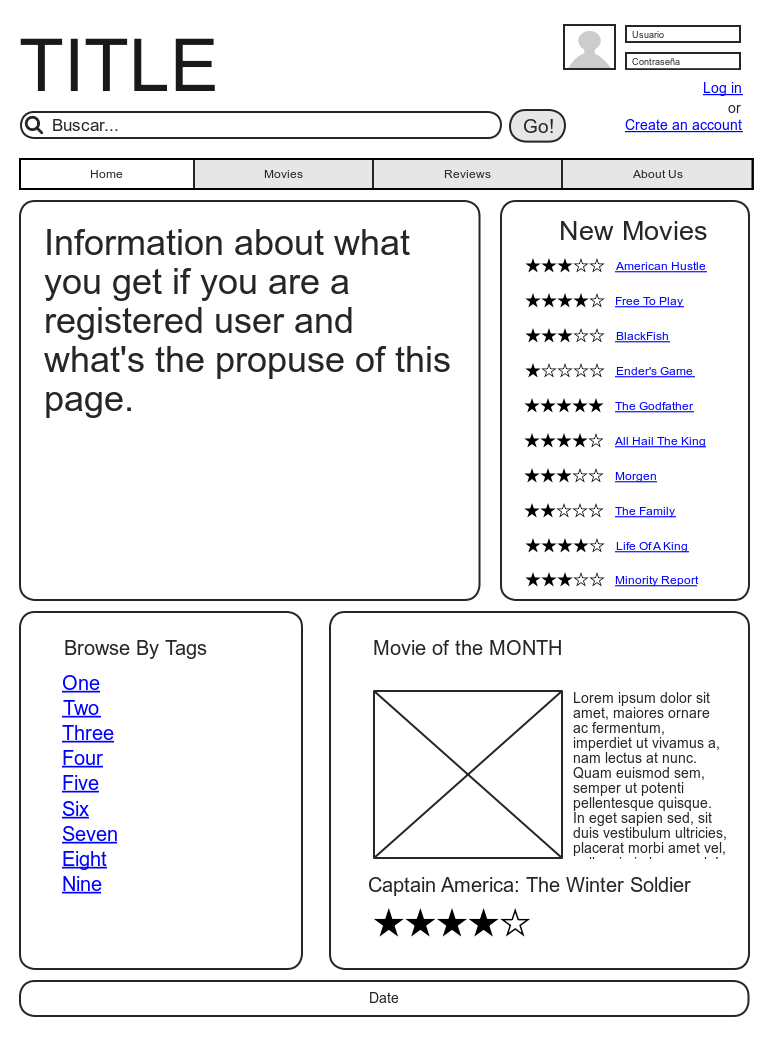 TITLE
Usuario
Contraseña
Log in
or
Create an account
Buscar...
Go!
Home
Movies
Reviews
About Us
Information about what
you get if you are a
registered user and
what's the propuse of this
page.
New Movies
American Hustle
Free To Play
BlackFish
Ender's Game
The Godfather
All Hail The King
Morgen
The Family
Life Of A King
Minority Report
Browse By Tags
One
Two
Three
Four
Five
Six
Seven
Eight
Nine
Movie of the MONTH
Lorem ipsum dolor sit
amet, maiores ornare
ac fermentum,
imperdiet ut vivamus a,
nam lectus at nunc.
Quam euismod sem,
semper ut potenti
pellentesque quisque.
In eget sapien sed, sit
duis vestibulum ultricies,
placerat morbi amet vel,
Captain America: The Winter Soldier
Date